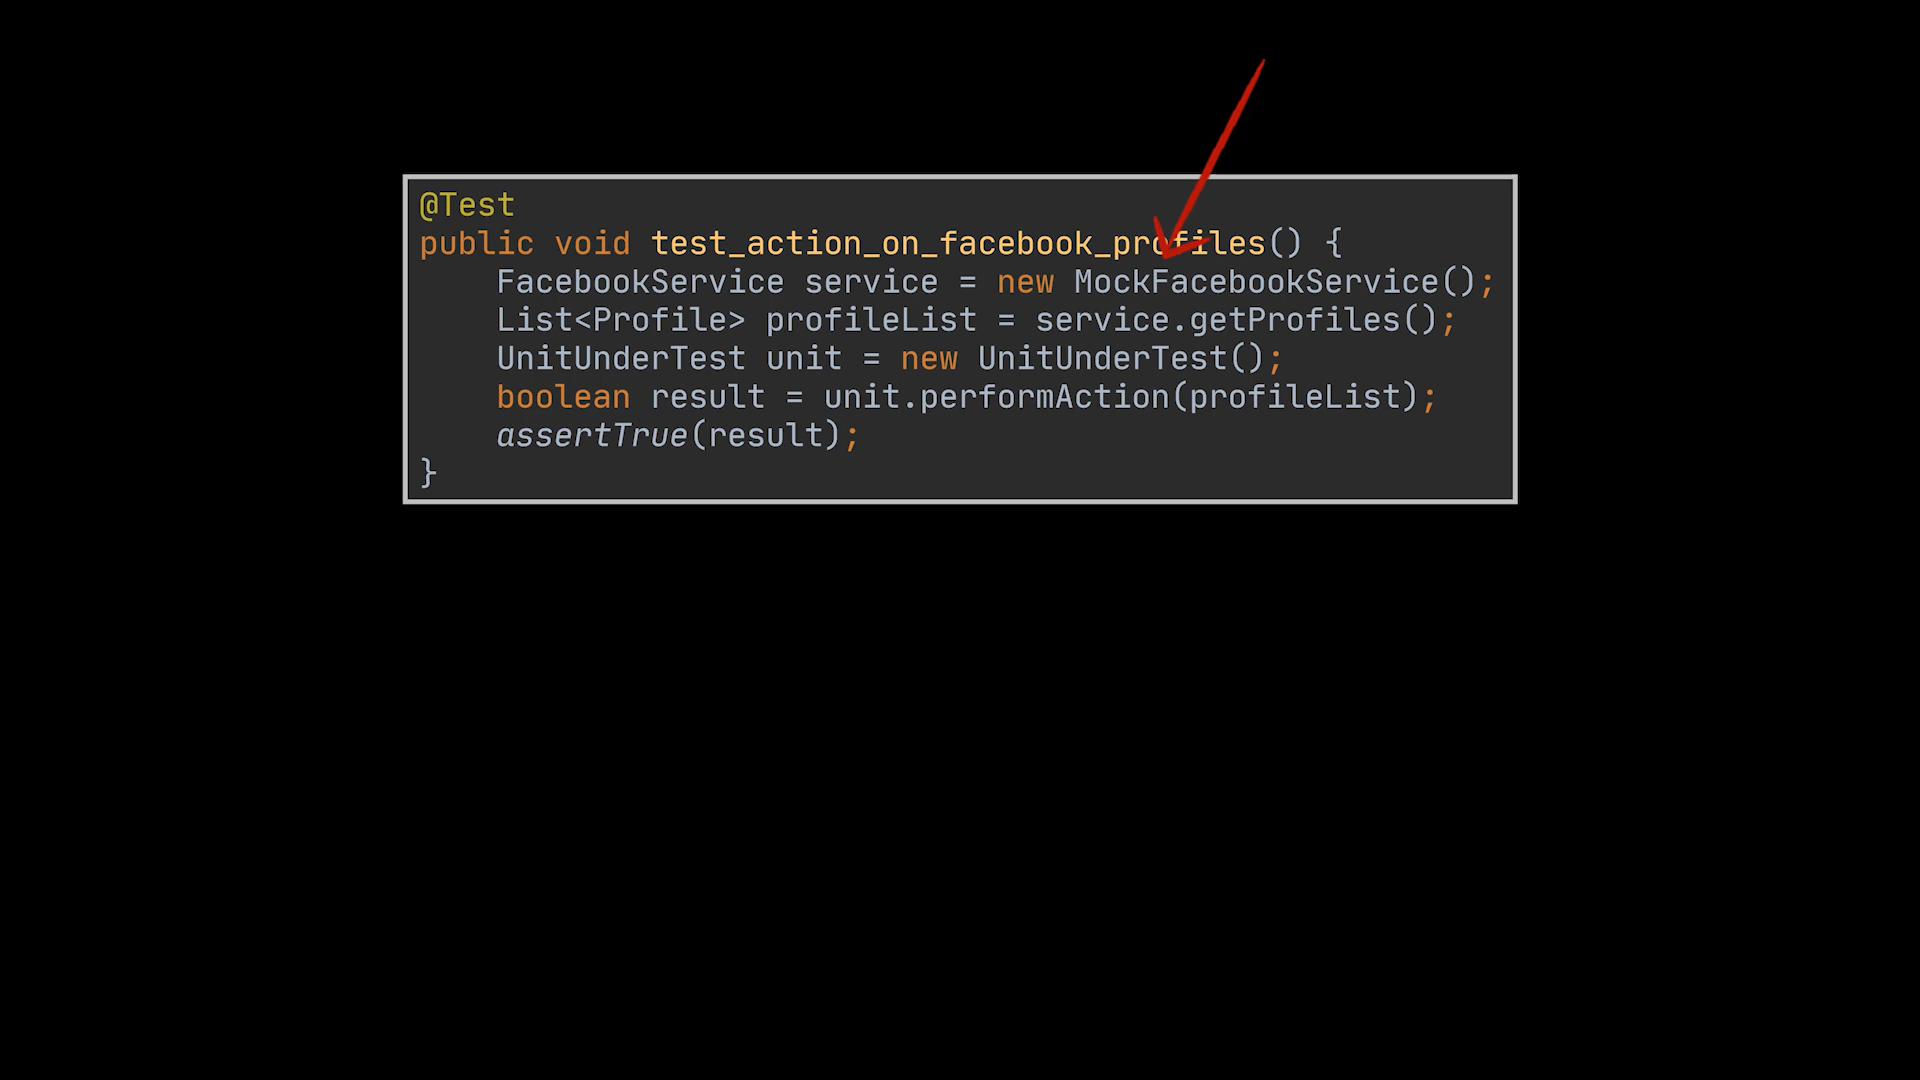 @Test
public void test_action_on_facebook_profiles() {
    FacebookService service = new MockFacebookService();
    List<Profile> profileList = service.getProfiles();
    UnitUnderTest unit = new UnitUnderTest();
    boolean result = unit.performAction(profileList);
    assertTrue(result);
}